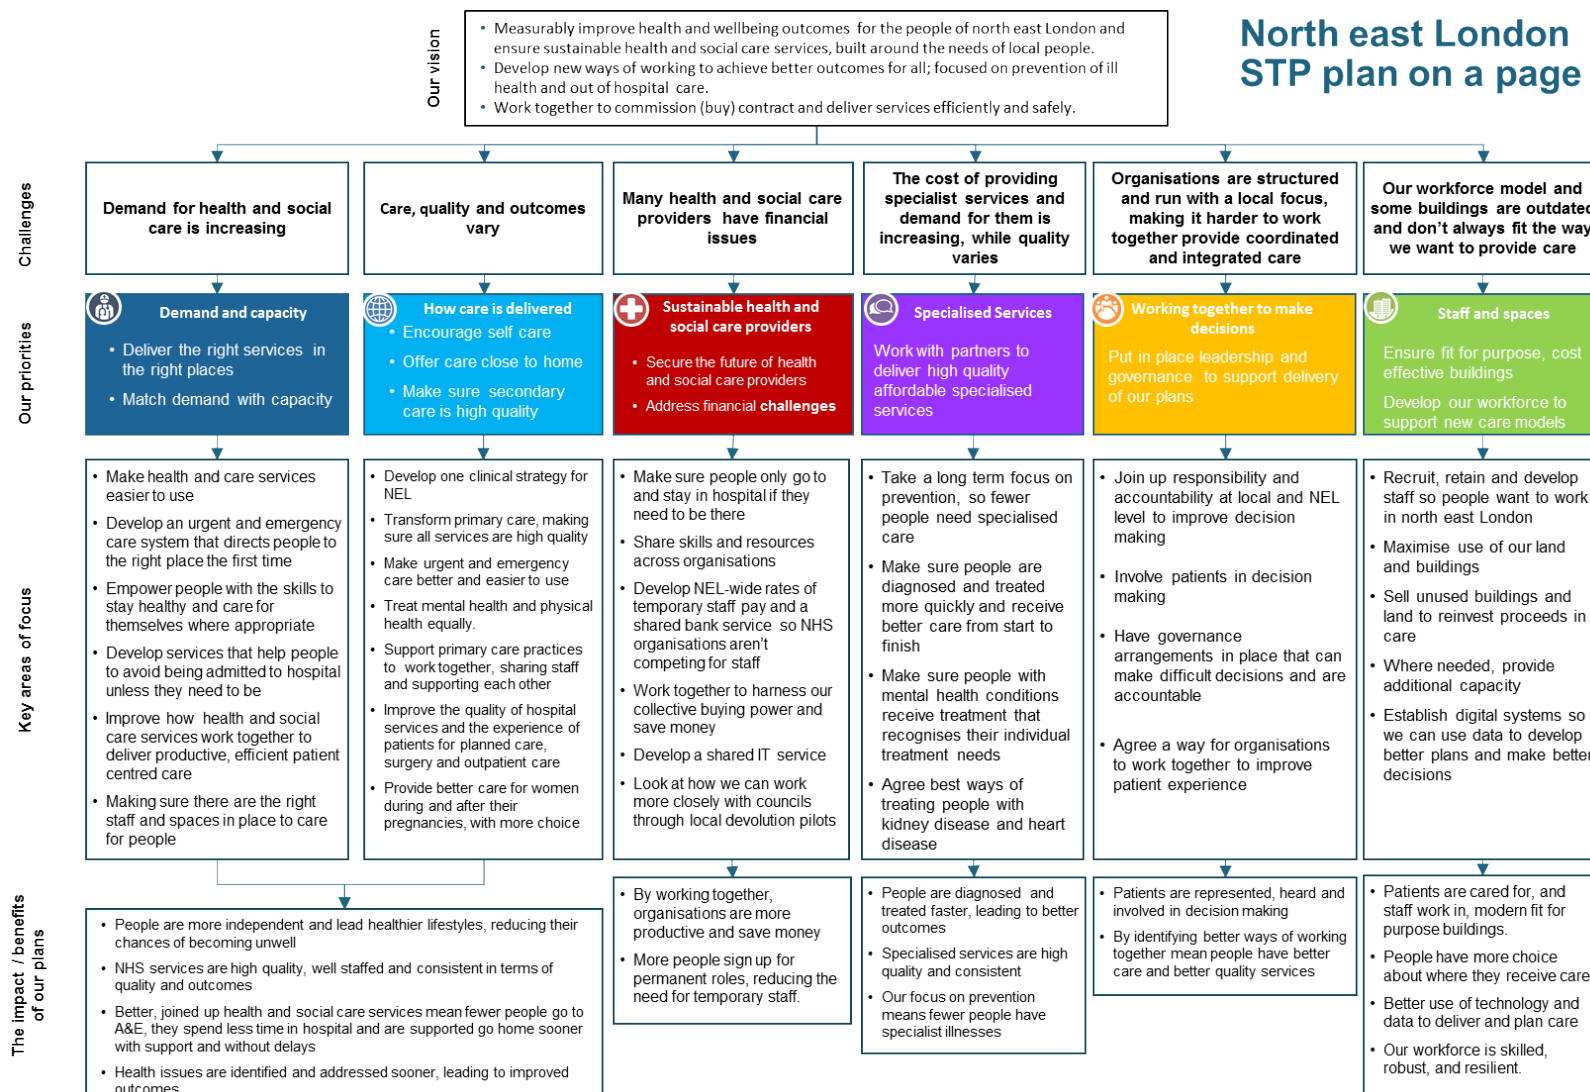 North east London
STP plan on a page
Our vision
• Measurably improve health and wellbeing outcomes for the people of north east London and
ensure sustainable health and social care services, built around the needs of local people.
• Develop new ways of working to achieve better outcomes for all; focused on prevention of ill
health and out of hospital care.
• Work together to commission (buy) contract and deliver services efficiently and safely.
Challenges
Demand for health and social
care is increasing
Care, quality and outcomes
vary
Many health and social care
providers have financial
issues
The cost of providing
specialist services and
demand for them is
increasing, while quality
varies
Organisations are structured
and run with a local focus,
making it harder to work
together provide coordinated
and integrated care
Our workforce model and
some buildings are outdated
and don't always fit the way
we want to provide care
Our priorities
Demand and capacity
• Deliver the right services in
the right places
• Match demand with capacity
How care is delivered
• Encourage self care
• Offer care close to home
• Make sure secondary
care is high quality
Sustainable health and
social care providers
• Secure the future of health
and social care providers
• Address financial challenges
Specialised Services
Work with partners to
deliver high quality
affordable specialised
services
Working together to make
decisions
Put in place leadership and
governance to support delivery
of our plans
Staff and spaces
Ensure fit for purpose, cost
effective buildings
Develop our workforce to
support new care models
Key areas of focus
• Make health and care services
easier to use
• Develop an urgent and emergency
care system that directs people to
the right place the first time
• Empower people with the skills to
stay healthy and care for
themselves where appropriate
• Develop services that help people
to avoid being admitted to hospital
unless they need to be
• Improve how health and social
care services work together to
deliver productive, efficient patient
centred care
• Making sure there are the right
staff and spaces in place to care
for people
• Develop one clinical strategy for
NEL
• Transform primary care, making
sure all services are high quality
• Make urgent and emergency
care better and easier to use
• Treat mental health and physical
health equally.
• Support primary care practices
to work together, sharing staff
and supporting each other
• Improve the quality of hospital
services and the experience of
patients for planned care,
surgery and outpatient care
• Provide better care for women
during and after their
pregnancies, with more choice
• Make sure people only go to
and stay in hospital if they
need to be there
• Share skills and resources
across organisations
• Develop NEL-wide rates of
temporary staff pay and a
shared bank service so NHS
organisations aren't
competing for staff
• Work together to harness our
collective buying power and
save money
• Develop a shared IT service
• Look at how we can work
more closely with councils
through local devolution pilots
• Take a long term focus on
prevention, so fewer
people need specialised
care
• Make sure people are
diagnosed and treated
more quickly and receive
better care from start to
finish
• Make sure people with
mental health conditions
receive treatment that
recognises their individual
treatment needs
• Agree best ways of
treating people with
kidney disease and heart
disease
• Join up responsibility and
accountability at local and NEL
level to improve decision
making
• Involve patients in decision
making
• Have governance
arrangements in place that can
make difficult decisions and are
accountable
• Agree a way for organisations
to work together to improve
patient experience
• Recruit, retain and develop
staff so people want to work
in north east London
• Maximise use of our land
and buildings
• Sell unused buildings and
land to reinvest proceeds in
care
• Where needed, provide
additional capacity
• Establish digital systems so
we can use data to develop
better plans and make better
decisions
The impact / benefits
of our plans
• People are more independent and lead healthier lifestyles, reducing their
chances of becoming unwell
• NHS services are high quality, well staffed and consistent in terms of
quality and outcomes
• Better, joined up health and social care services mean fewer people go to
A&E, they spend less time in hospital and are supported go home sooner
with support and without delays
• Health issues are identified and addressed sooner, leading to improved
outcomes
• By working together,
organisations are more
productive and save money
• More people sign up for
permanent roles, reducing the
need for temporary staff.
• People are diagnosed and
treated faster, leading to better
outcomes
• Specialised services are high
quality and consistent
• Our focus on prevention
means fewer people have
specialist illnesses
• Patients are represented, heard and
involved in decision making
• By identifying better ways of working
together mean people have better
care and better quality services
• Patients are cared for, and
staff work in, modern fit for
purpose buildings.
• People have more choice
about where they receive care
• Better use of technology and
data to deliver and plan care
• Our workforce is skilled,
robust, and resilient.